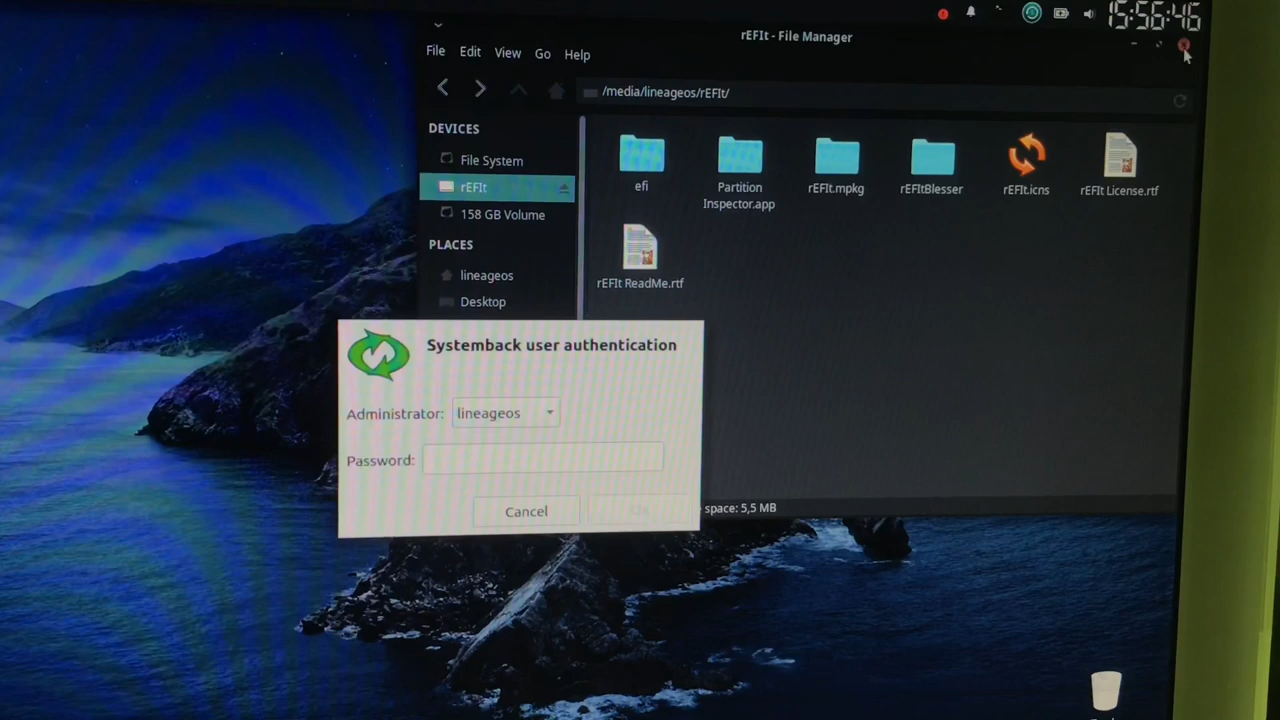 15:56:46
rEFIt - File Manager
File Edit View Go Help
/media/lineageos/rEFIt/
DEVICES
File System
rEFIt
158 GB Volume
PLACES
lineageos
Desktop
efi
Partition
Inspector.app
rEFIt.mpkg
rEFItBlesser
rEFIt.icns
rEFIt License.rtf
rEFIt ReadMe.rtf
Systemback user authentication
Administrator: lineageos
Password:
Cancel
space: 5,5 MB